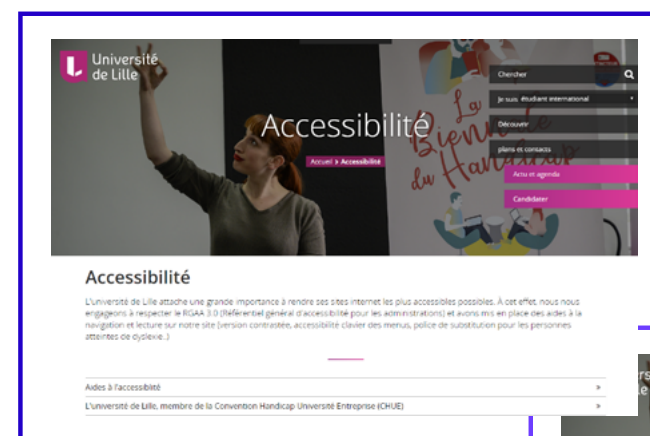 Université
de Lille
Chercher
Je suis étudiant international
Découvrir
plans et contacts
Actu et agenda
Candidater
Accessibilité
Accueil > Accessibilité
La
Biennale
du Handicap
Accessibilité
L'université de Lille attache une grande importance à rendre ses sites internet les plus accessibles possibles. À cet effet, nous nous
engageons à respecter le RGAA 3.0 (Référentiel général d'accessibilité pour les administrations) et avons mis en place des aides à la
navigation et lecture sur notre site (version contrastée, accessibilité clavier des menus, police de substitution pour les personnes
atteintes de dyslexie..)
Aides à l'accessiblité
L'université de Lille, membre de la Convention Handicap Université Entreprise (CHUE)